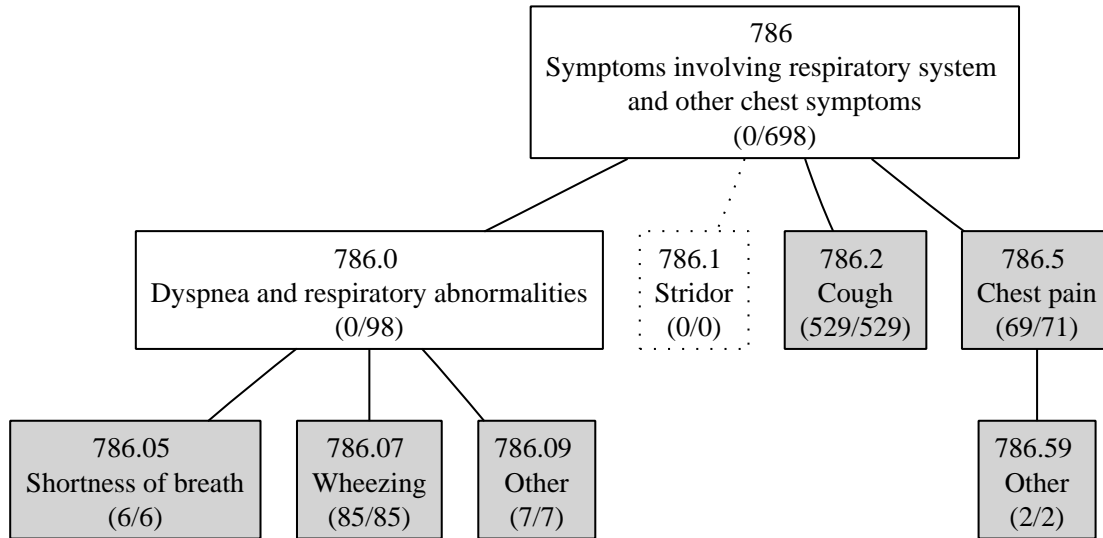 786
Symptoms involving respiratory system
and other chest symptoms
(0/698)
786.0
Dyspnea and respiratory abnormalities
(0/98)
786.1
Stridor
(0/0)
786.2
Cough
(529/529)
786.5
Chest pain
(69/71)
786.05
Shortness of breath
(6/6)
786.07
Wheezing
(85/85)
786.09
Other
(7/7)
786.59
Other
(2/2)